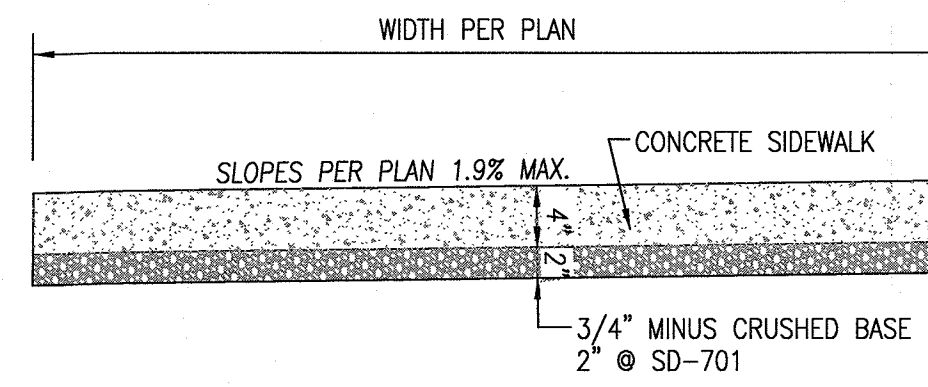 WIDTH PER PLAN
CONCRETE SIDEWALK
SLOPES PER PLAN 1.9% MAX.
4"
2"
3/4" MINUS CRUSHED BASE
2" @ SD-701